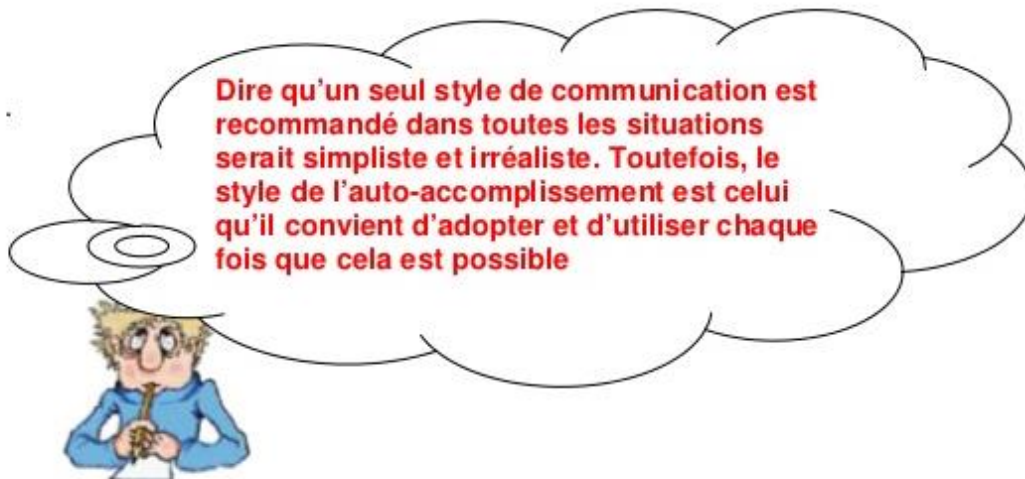 Dire qu'un seul style de communication est
recommandé dans toutes les situations
serait simpliste et irréaliste. Toutefois, le
style de l'auto-accomplissement est celui
qu'il convient d'adopter et d'utiliser chaque
fois que cela est possible